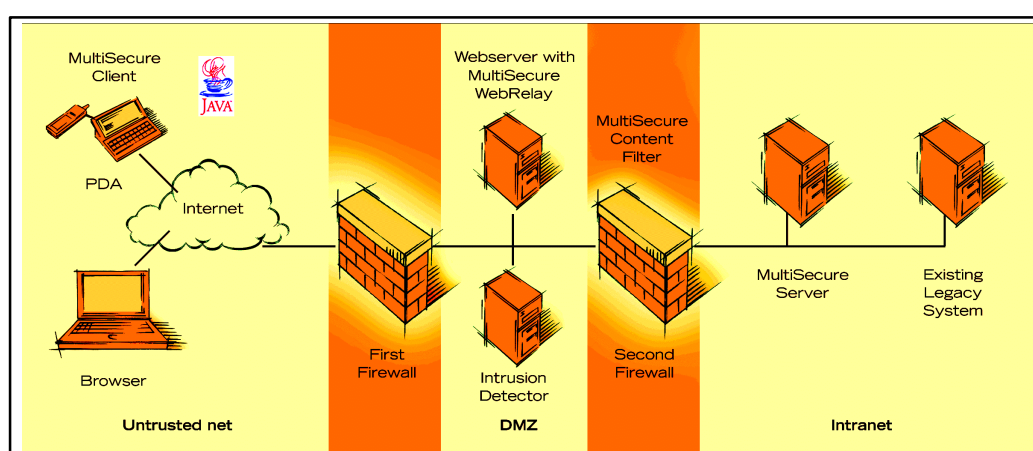 MultiSecure
Client
JAVA
PDA
Internet
Browser
Untrusted net
First
Firewall
Webserver with
MultiSecure
WebRelay
Intrusion
Detector
DMZ
MultiSecure
Content
Filter
Second
Firewall
MultiSecure
Server
Existing
Legacy
System
Intranet